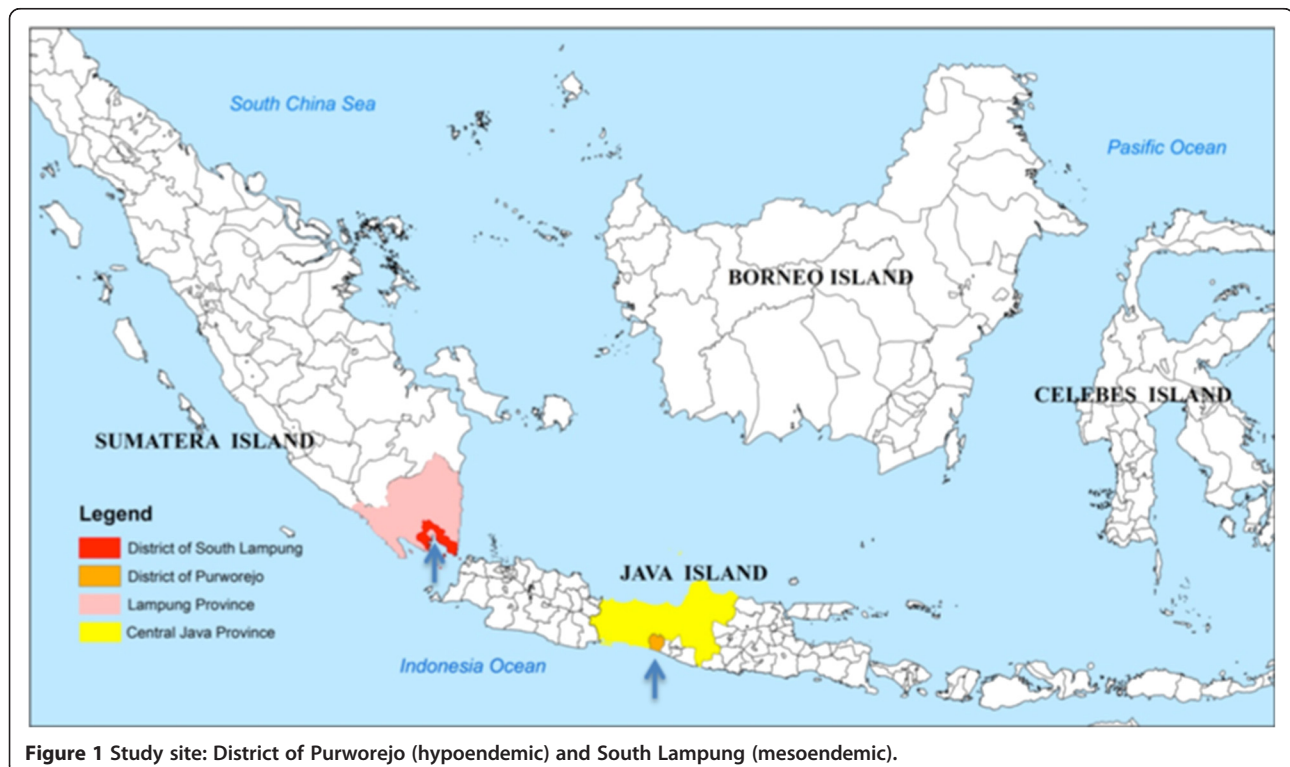 South China Sea
Pasific Ocean
BORNEO ISLAND
CELEBES ISLAND
SUMATERA ISLAND
Legend
District of South Lampung
District of Purworejo
Lampung Province
Central Java Province
JAVA ISLAND
Indonesia Ocean
Figure 1 Study site: District of Purworejo (hypoendemic) and South Lampung (mesoendemic).